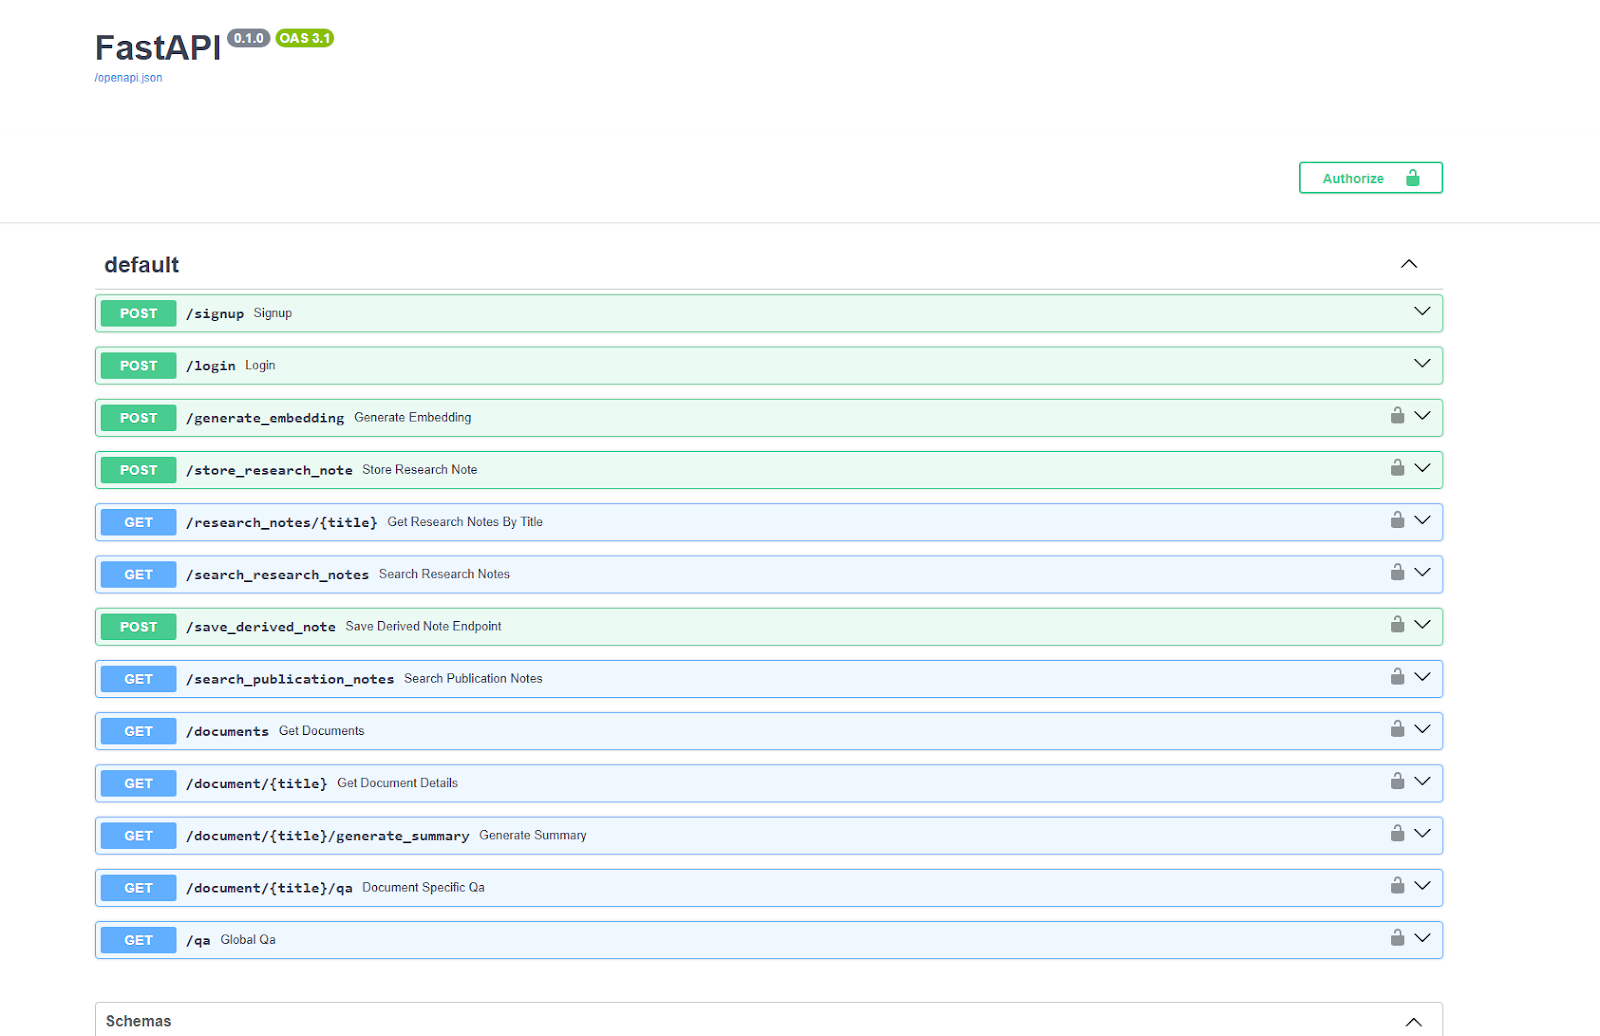 FastAPI 0.1.0 OAS 3.1
/openapi.json
Authorize
default
POST /signup Signup
POST /login Login
POST /generate_embedding Generate Embedding
POST /store_research_note Store Research Note
GET /research_notes/{title} Get Research Notes By Title
GET /search_research_notes Search Research Notes
POST /save_derived_note Save Derived Note Endpoint
GET /search_publication_notes Search Publication Notes
GET /documents Get Documents
GET /document/{title} Get Document Details
GET /document/{title}/generate_summary Generate Summary
GET /document/{title}/qa Document Specific Qa
GET /qa Global Qa
Schemas